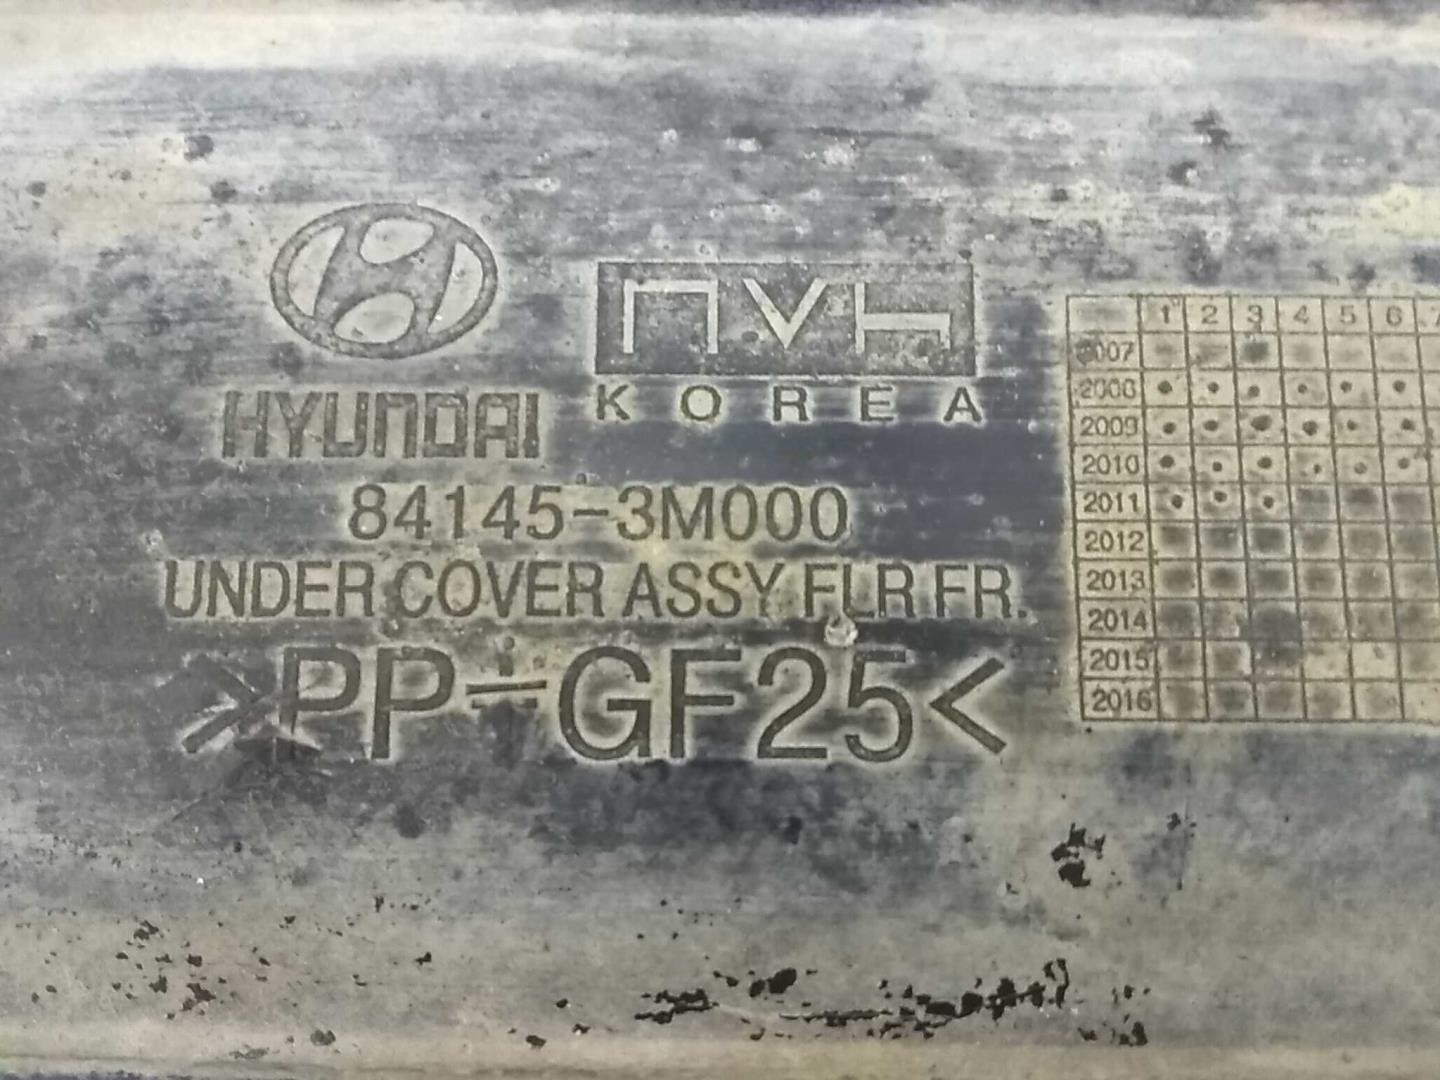 HYUNDAI
NVH
KOREA
84145-3M000
UNDER COVER ASSY FLR FR.
>PP-GF25<
1 2 3 4 5 6 7
2007
2008
2009
2010
2011
2012
2013
2014
2015
2016